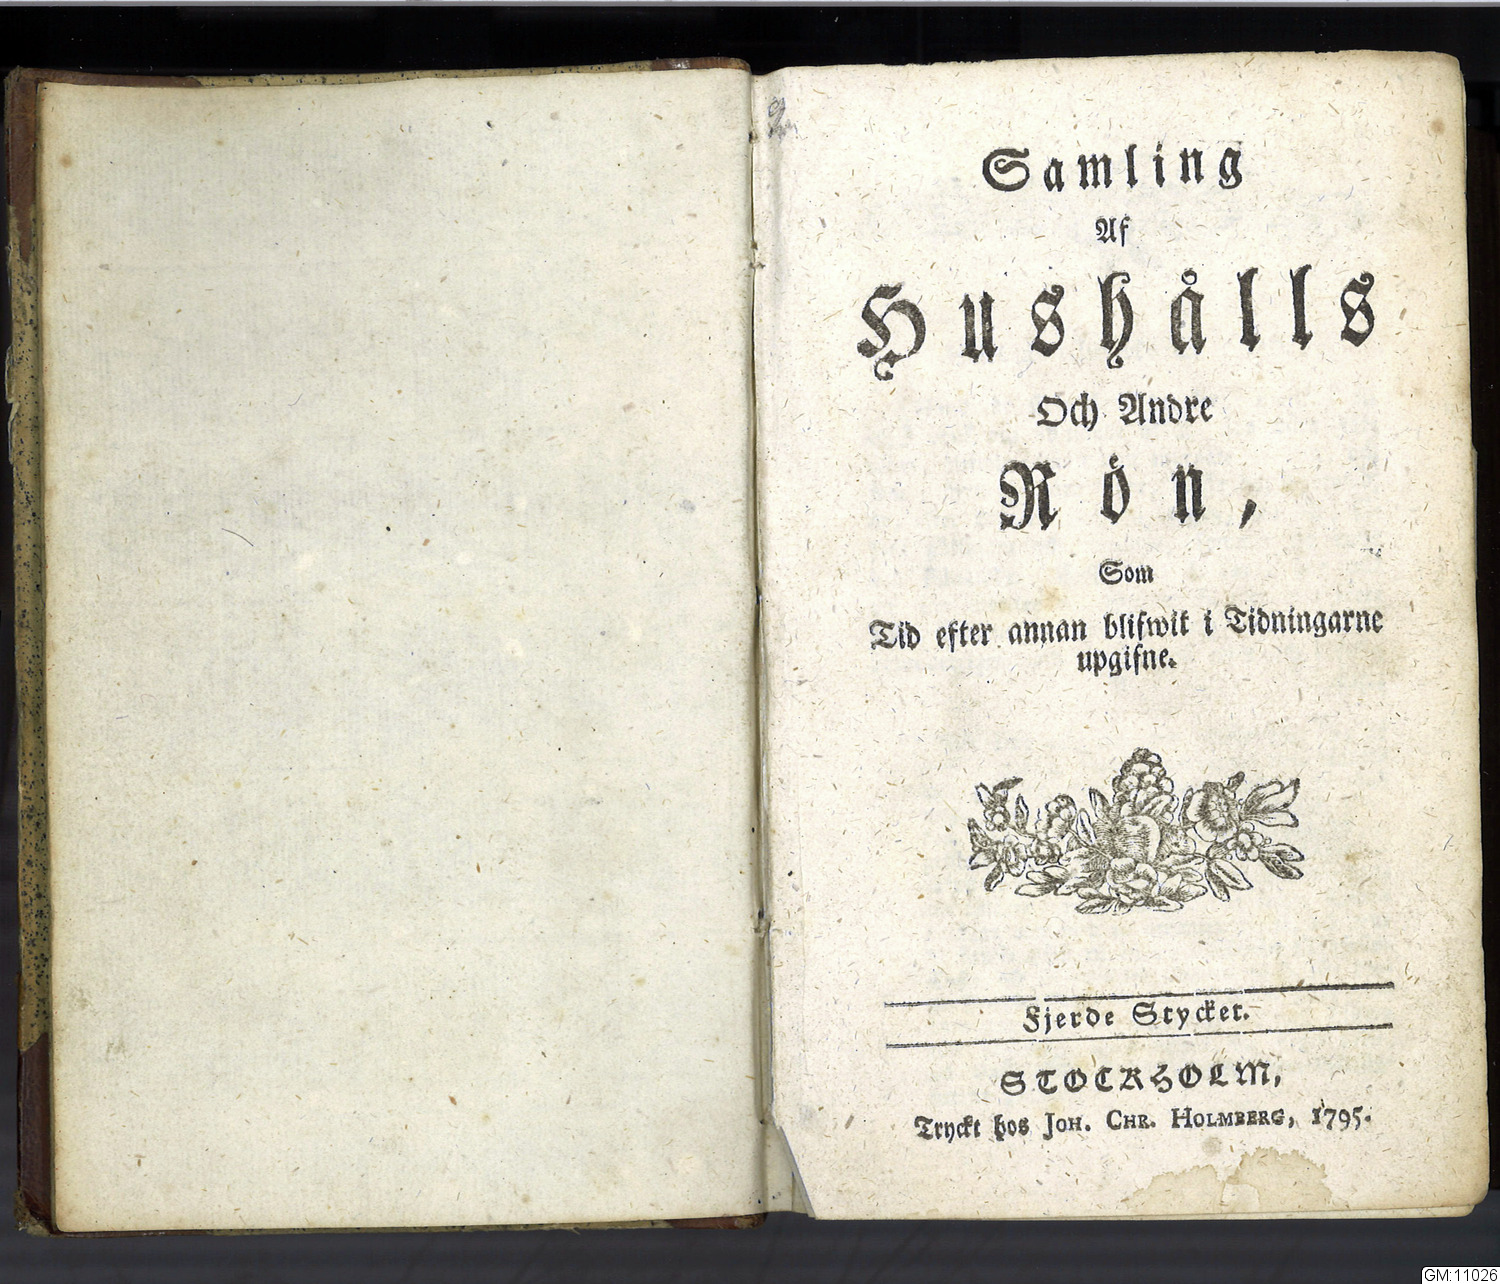 Samling
Af
Hushålls
Och Andre
Rön,
Som
Tid efter annan blifwit i Tidningarne
upgifne.
Fjerde Stycket.
STOCKHOLM,
Tryckt hos JOH. CHR. HOLMBERG, 1795.
GM:11026